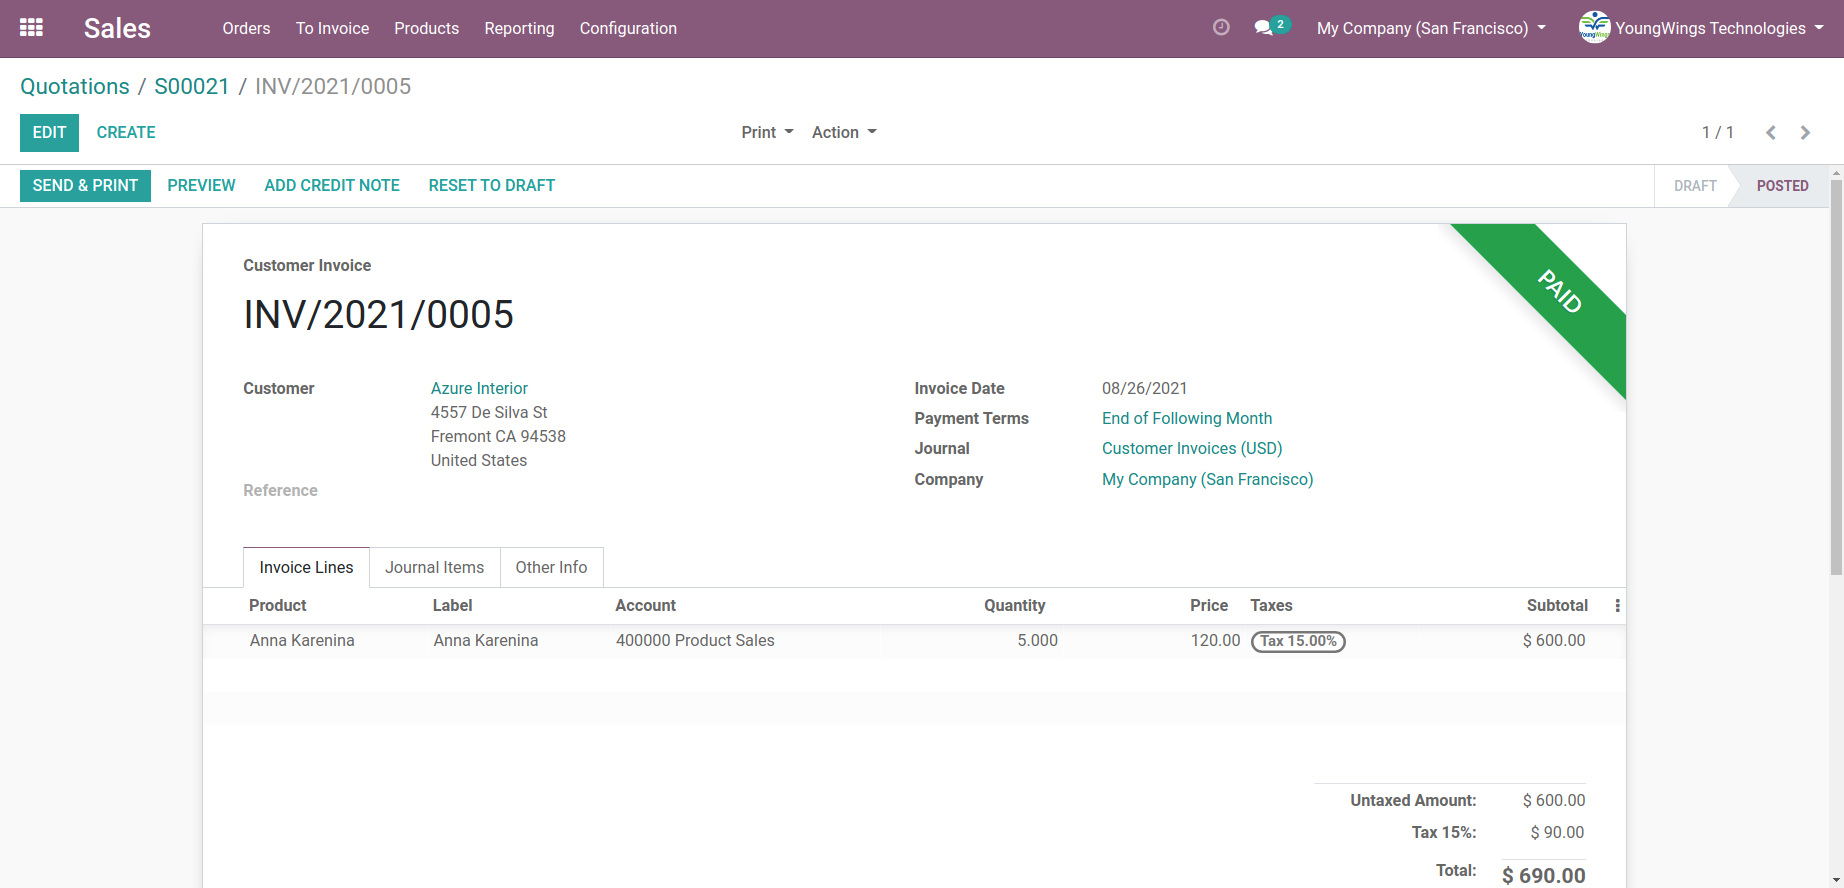 Sales Orders To Invoice Products Reporting Configuration 2 My Company (San Francisco) YoungWings Technologies
Quotations / S00021 / INV/2021/0005
EDIT CREATE Print Action 1 / 1
SEND & PRINT PREVIEW ADD CREDIT NOTE RESET TO DRAFT DRAFT POSTED
Customer Invoice
PAID
INV/2021/0005
Customer Azure Interior Invoice Date 08/26/2021
4557 De Silva St Payment Terms End of Following Month
Fremont CA 94538 Journal Customer Invoices (USD)
United States Company My Company (San Francisco)
Reference
Invoice Lines Journal Items Other Info
Product Label Account Quantity Price Taxes Subtotal
Anna Karenina Anna Karenina 400000 Product Sales 5.000 120.00 Tax 15.00% $ 600.00
Untaxed Amount: $ 600.00
Tax 15%: $ 90.00
Total: $ 690.00